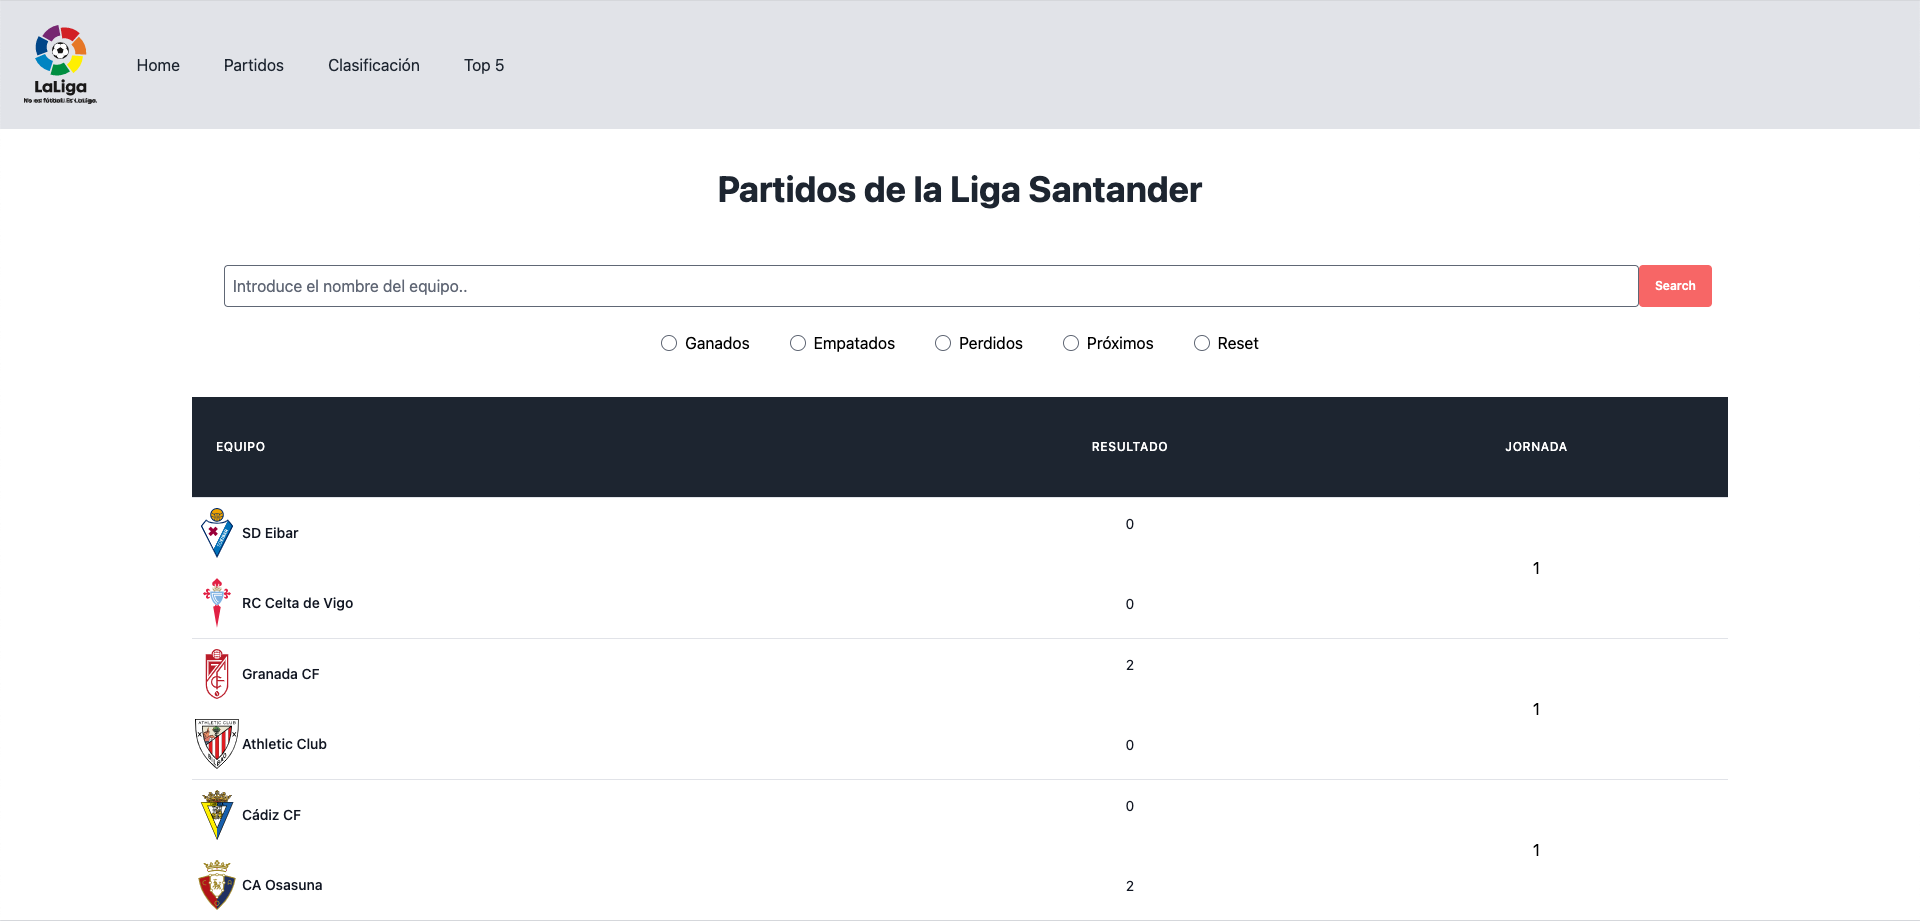 LaLiga
No es fútbol. Es LaLiga.
Home Partidos Clasificación Top 5
Partidos de la Liga Santander
Introduce el nombre del equipo.. Search
Ganados Empatados Perdidos Próximos Reset
EQUIPO RESULTADO JORNADA
SD Eibar 0
1
RC Celta de Vigo 0
Granada CF 2
1
ATHLETIC CLUB
Athletic Club 0
Cádiz CF 0
1
CA Osasuna 2